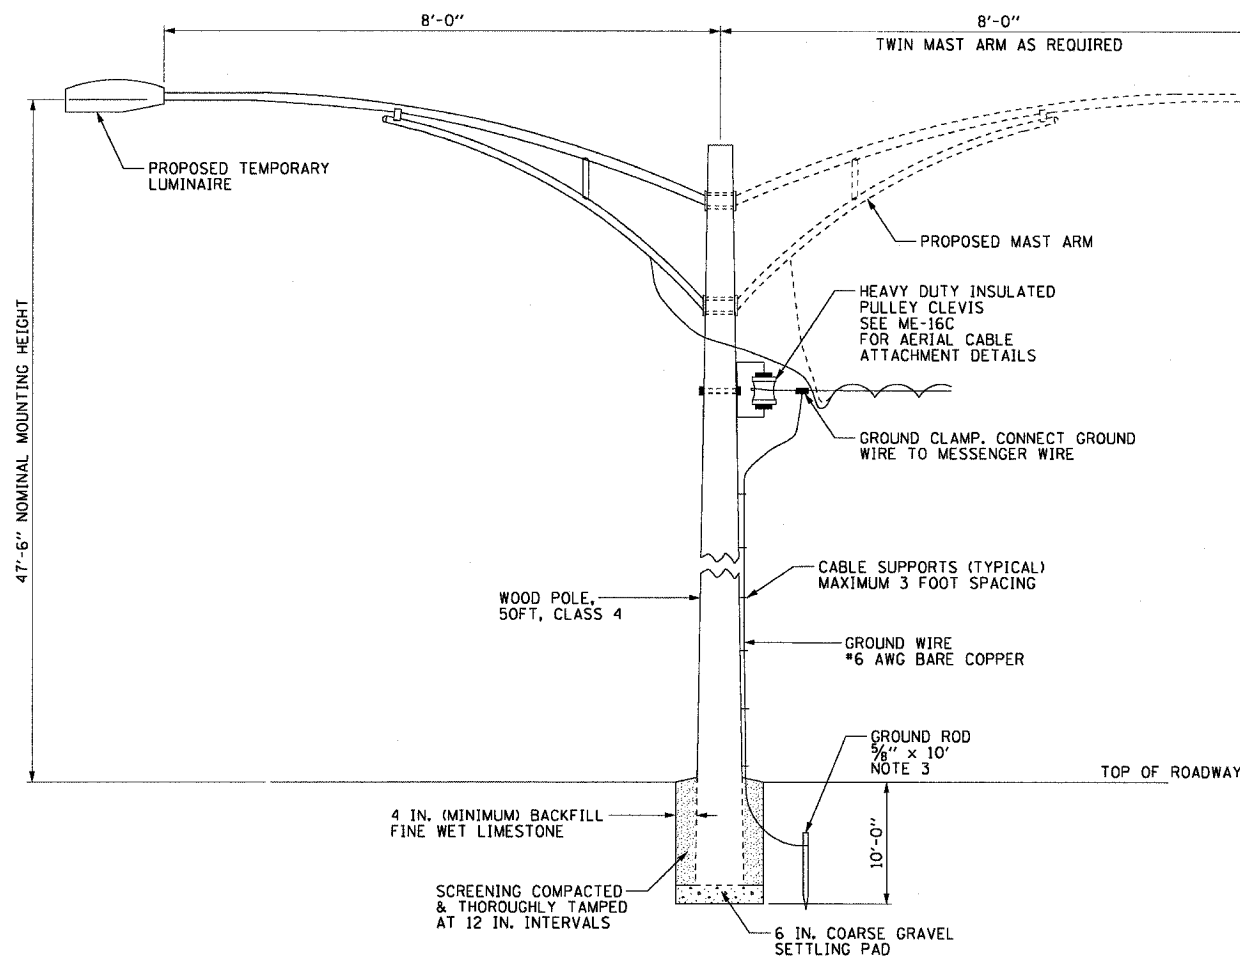 8'-0"
8'-0"
TWIN MAST ARM AS REQUIRED
PROPOSED TEMPORARY
LUMINAIRE
PROPOSED MAST ARM
HEAVY DUTY INSULATED
PULLEY CLEVIS
SEE ME-16C
FOR AERIAL CABLE
ATTACHMENT DETAILS
47'-6" NOMINAL MOUNTING HEIGHT
GROUND CLAMP. CONNECT GROUND
WIRE TO MESSENGER WIRE
CABLE SUPPORTS (TYPICAL)
MAXIMUM 3 FOOT SPACING
WOOD POLE,
50FT, CLASS 4
GROUND WIRE
#6 AWG BARE COPPER
GROUND ROD
5/8" x 10'
NOTE 3
TOP OF ROADWAY
4 IN. (MINIMUM) BACKFILL
FINE WET LIMESTONE
10'-0"
SCREENING COMPACTED
& THOROUGHLY TAMPED
AT 12 IN. INTERVALS
6 IN. COARSE GRAVEL
SETTLING PAD